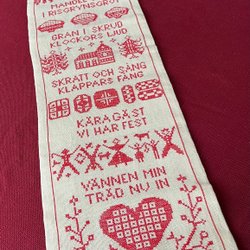 MANDEL
I RISGRYNSGRÖT
GRAN I SKRUD
KLOCKORS LJUD
SKRATT OCH SÅNG
KLAPPARS FÅNG
KÄRA GÄST
VI HAR FEST
VÄNNEN MIN
TRÄD NU IN